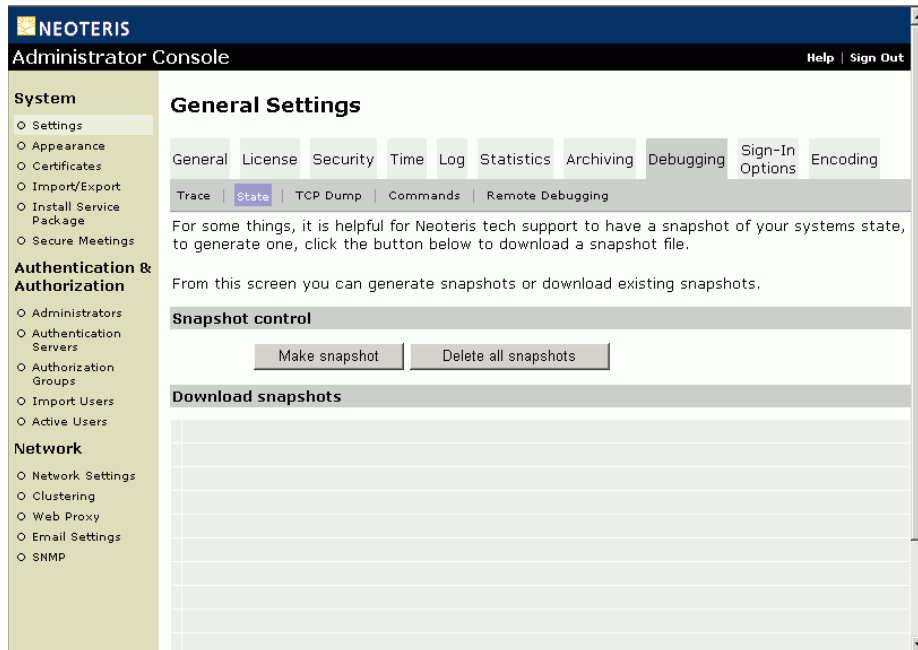 NEOTERIS
Administrator Console
Help | Sign Out
System
Settings
Appearance
Certificates
Import/Export
Install Service
Package
Secure Meetings
Authentication &
Authorization
Administrators
Authentication
Servers
Authorization
Groups
Import Users
Active Users
Network
Network Settings
Clustering
Web Proxy
Email Settings
SNMP
General Settings
General License Security Time Log Statistics Archiving Debugging Sign-In Options Encoding
Trace | State | TCP Dump | Commands | Remote Debugging
For some things, it is helpful for Neoteris tech support to have a snapshot of your systems state,
to generate one, click the button below to download a snapshot file.
From this screen you can generate snapshots or download existing snapshots.
Snapshot control
Make snapshot Delete all snapshots
Download snapshots